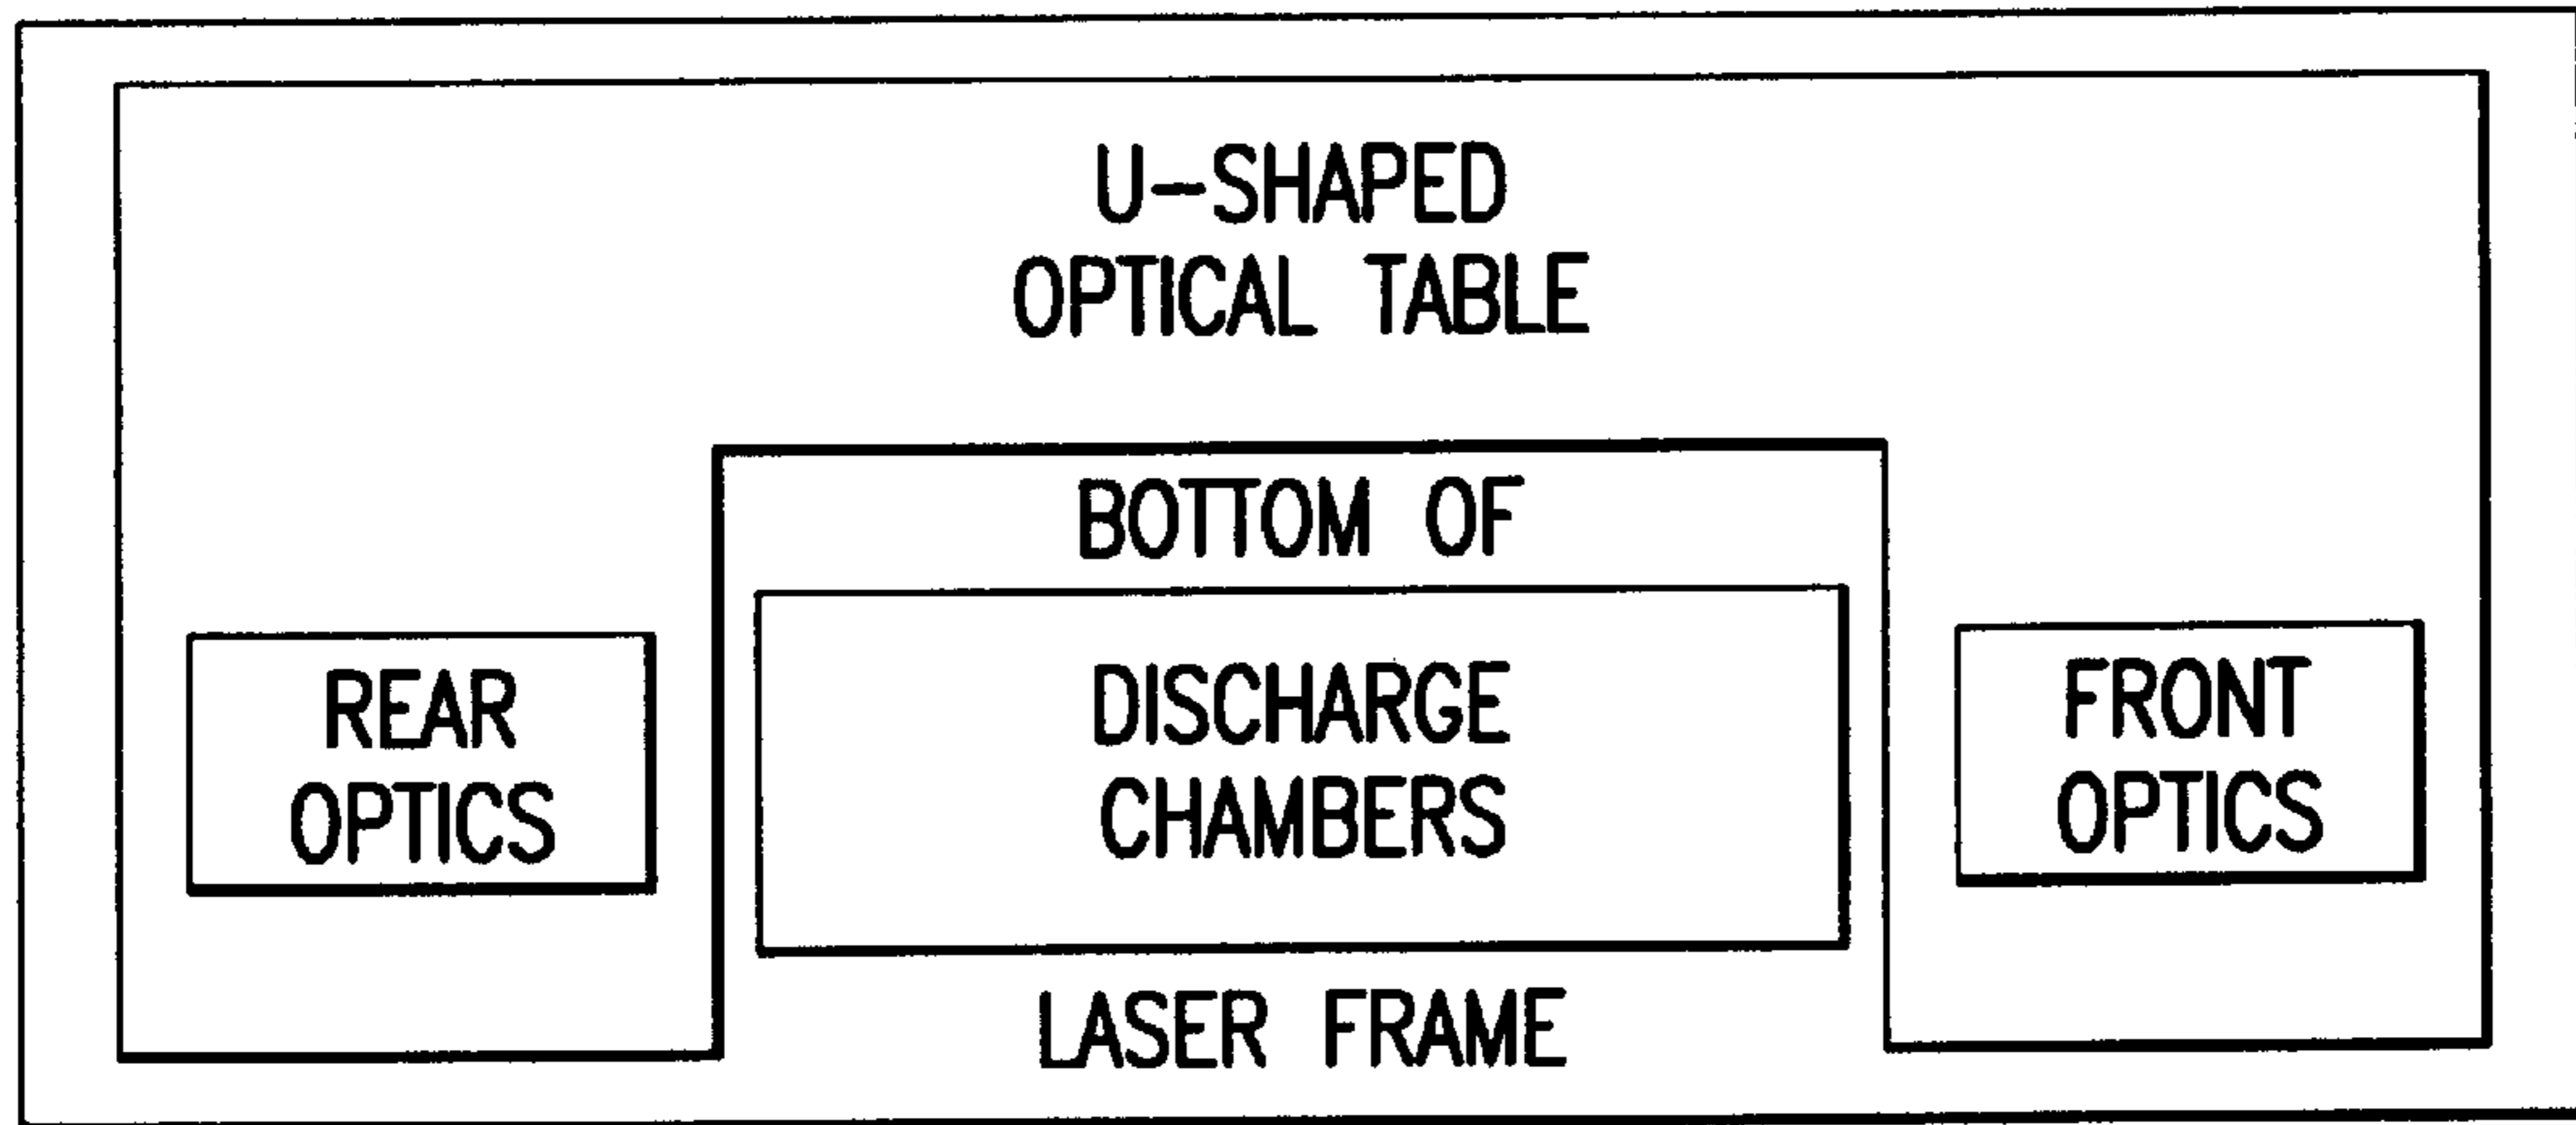 U-SHAPED
OPTICAL TABLE
BOTTOM OF
REAR
OPTICS
DISCHARGE
CHAMBERS
FRONT
OPTICS
LASER FRAME